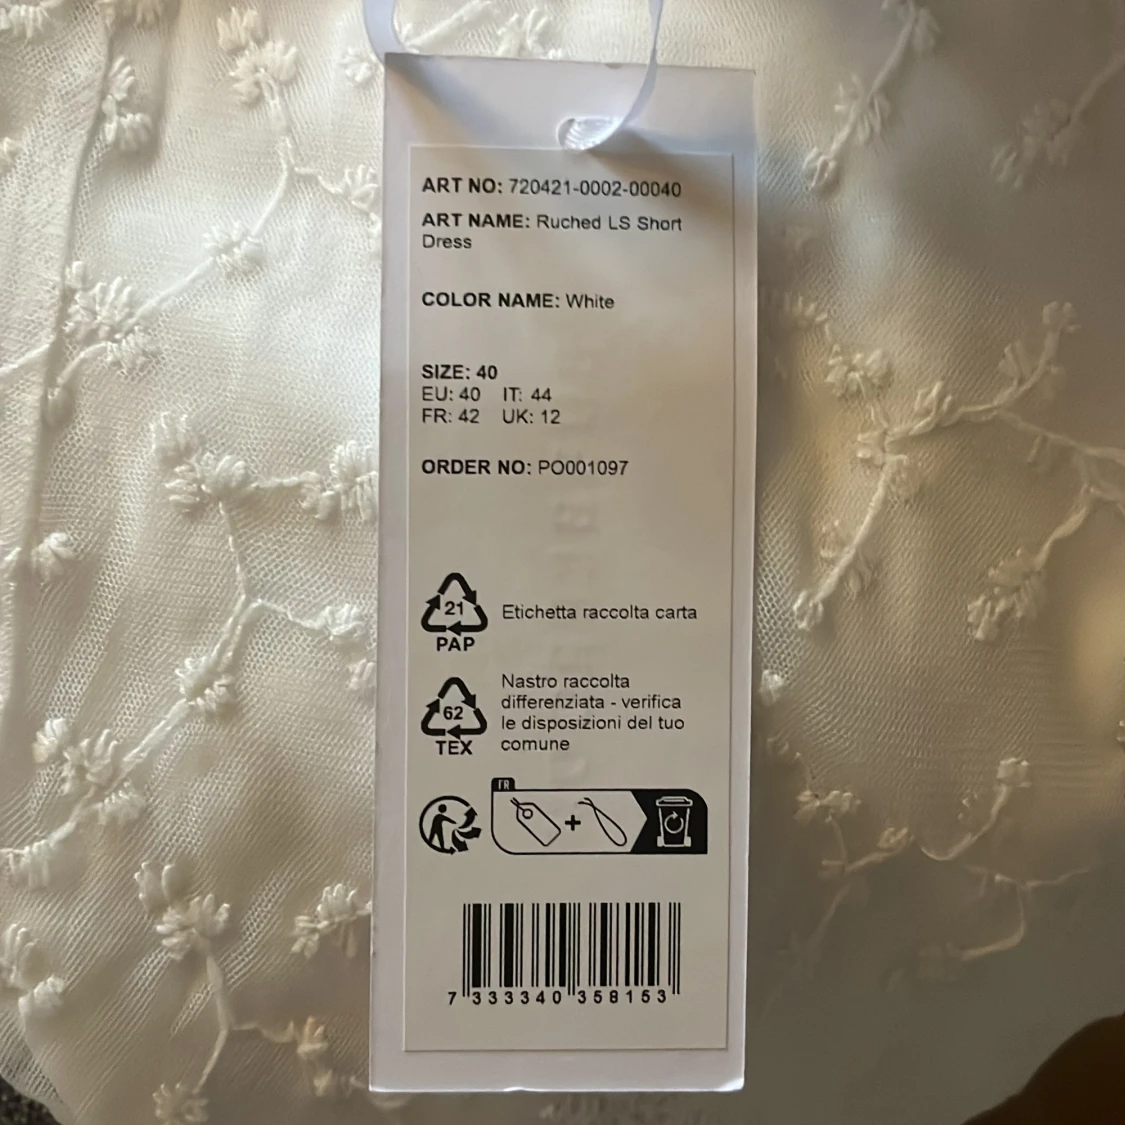 ART NO: 720421-0002-00040
ART NAME: Ruched LS Short
Dress
COLOR NAME: White
SIZE: 40
EU: 40 IT: 44
FR: 42 UK: 12
ORDER NO: PO001097
21
PAP
Etichetta raccolta carta
62
TEX
Nastro raccolta
differenziata - verifica
le disposizioni del tuo
comune
FR
+
7 333340 358153